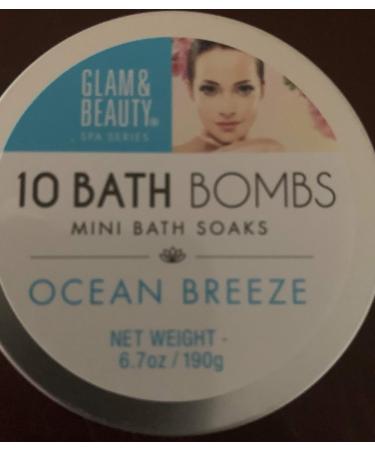 GLAM&
BEAUTY®
SPA SERIES
10 BATH BOMBS
MINI BATH SOAKS
OCEAN BREEZE
NET WEIGHT -
6.7oz / 190g